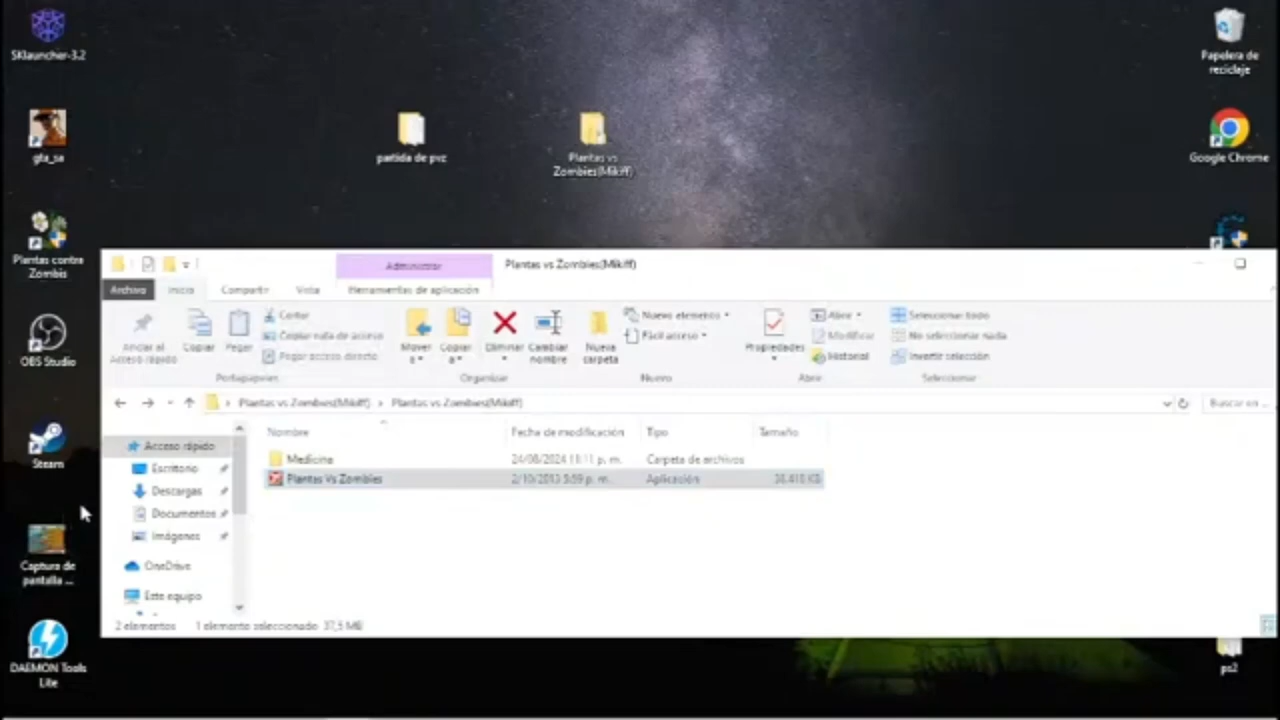 SKlauncher-3.2
Papelera de
reciclaje
gta_sa
partida de pvz
Plantas vs
Zombies(Mikiff)
Google Chrome
Plantas contra
Zombis
OBS Studio
Steam
Captura de
pantalla ...
DAEMON Tools
Lite
ps2
Administrar
Plantas vs Zombies(Mikiff)
Archivo
Inicio
Compartir
Vista
Herramientas de aplicación
Anclar al
Acceso rápido
Copiar
Pegar
Cortar
Copiar ruta de acceso
Pegar acceso directo
Portapapeles
Mover
a
Copiar
a
Eliminar
Cambiar
nombre
Organizar
Nueva
carpeta
Nuevo elemento
Fácil acceso
Nuevo
Propiedades
Abrir
Modificar
Historial
Abrir
Seleccionar todo
No seleccionar nada
Invertir selección
Seleccionar
Plantas vs Zombies(Mikiff) > Plantas vs Zombies(Mikiff)
Buscar en ...
Nombre
Fecha de modificación
Tipo
Tamaño
Acceso rápido
Escritorio
Descargas
Documentos
Imágenes
OneDrive
Este equipo
Medicina
24/08/2024 11:11 p. m.
Carpeta de archivos
Plantas Vs Zombies
2/10/2013 5:59 p. m.
Aplicación
2 elementos
1 elemento seleccionado 37,5 MB